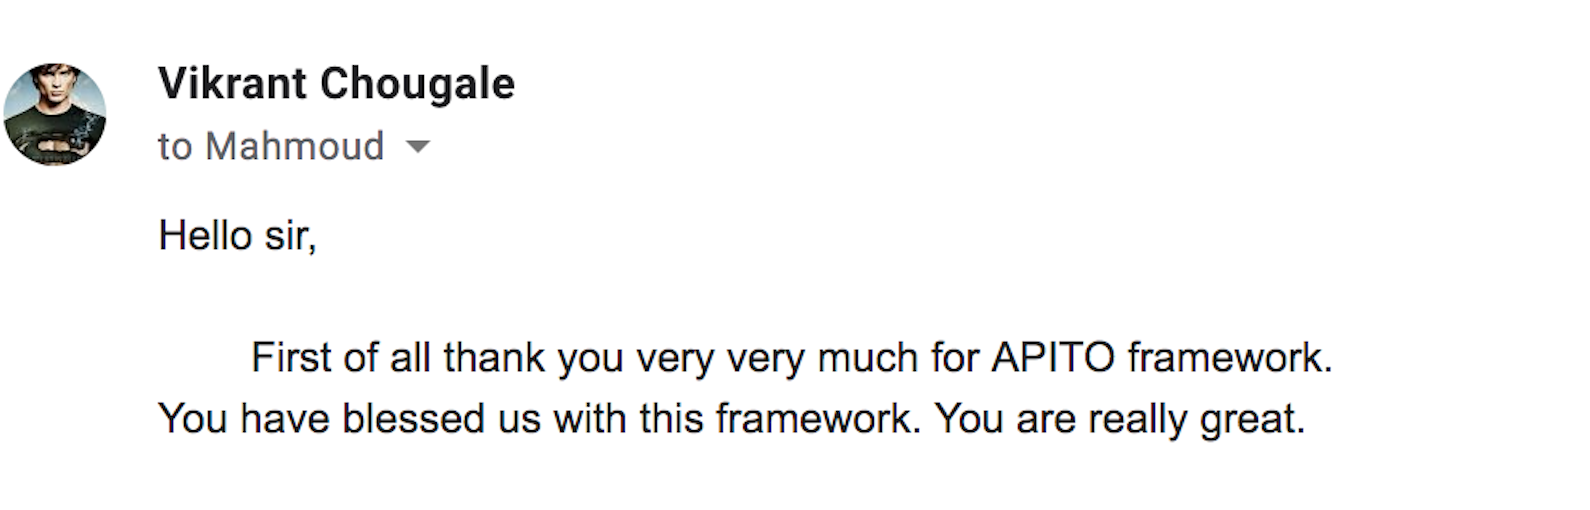 Vikrant Chougale
to Mahmoud
Hello sir,
First of all thank you very very much for APITO framework.
You have blessed us with this framework. You are really great.